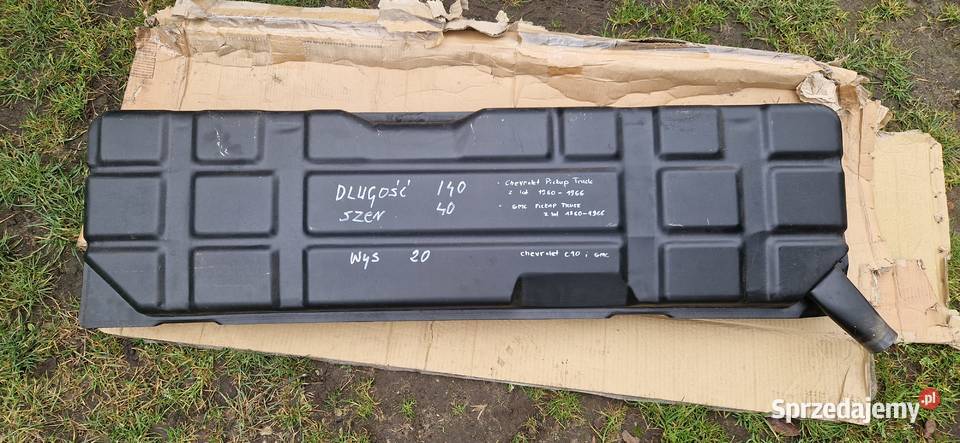 DLUGOŚĆ 140
SZER 40
WYS 20
• Chevrolet Pickup Truck
z lat 1960-1966
• GMC PICKUP TRUCK
z lat 1960-1966
Chevrolet C10 i GMC
Sprzedajemy.pl